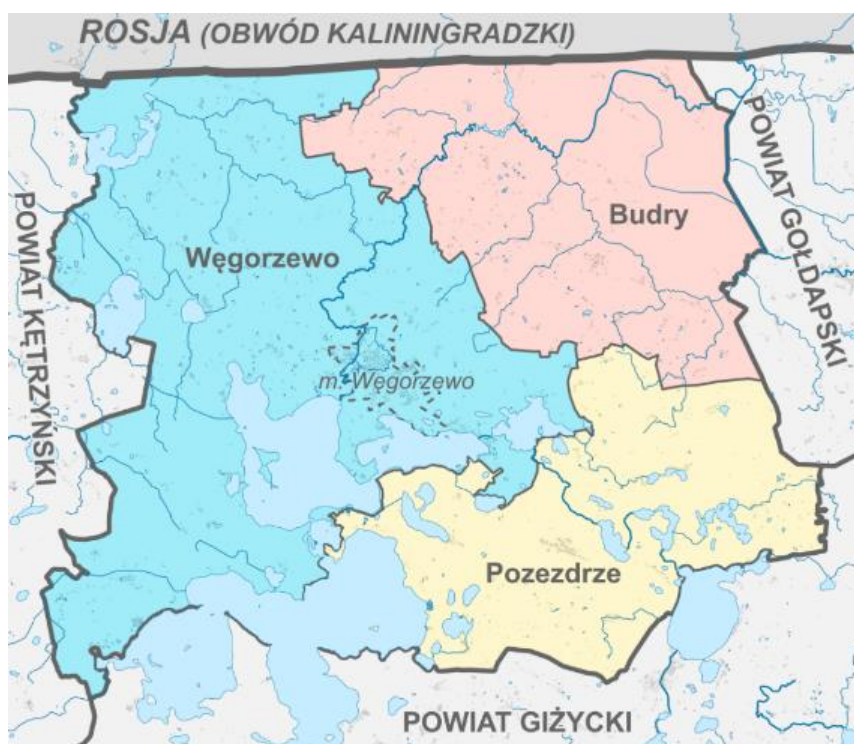 ROSJA (OBWÓD KALININGRADZKI)
POWIAT KĘTRZYŃSKI
POWIAT GOŁDAPSKI
Budry
Węgorzewo
m. Węgorzewo
Pozezdrze
POWIAT GIŻYCKI